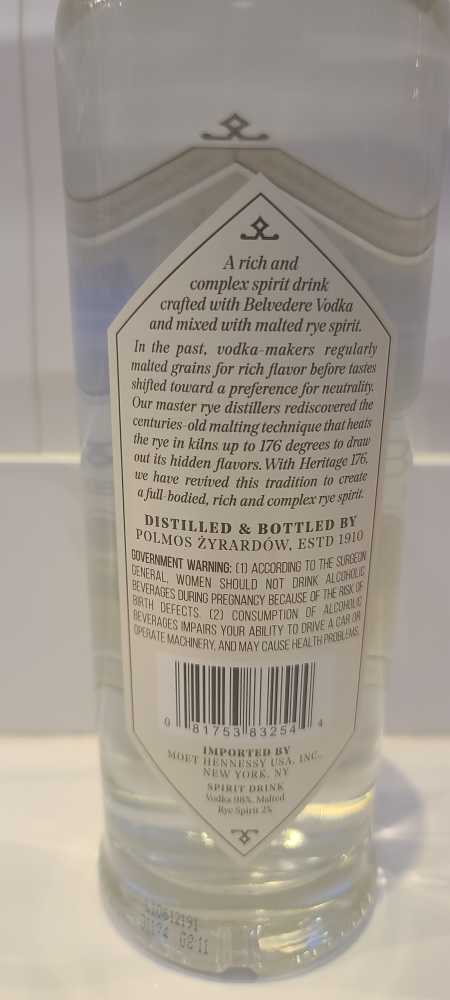 A rich and
complex spirit drink
crafted with Belvedere Vodka
and mixed with malted rye spirit.
In the past, vodka-makers regularly
malted grains for rich flavor before tastes
shifted toward a preference for neutrality.
Our master rye distillers rediscovered the
centuries-old malting technique that heats
the rye in kilns up to 176 degrees to draw
out its hidden flavors. With Heritage 176,
we have revived this tradition to create
a full-bodied, rich and complex rye spirit.
DISTILLED & BOTTLED BY
POLMOS ŻYRARDÓW, ESTD 1910
GOVERNMENT WARNING: (1) ACCORDING TO THE SURGEON
GENERAL, WOMEN SHOULD NOT DRINK ALCOHOLIC
BEVERAGES DURING PREGNANCY BECAUSE OF THE RISK OF
BIRTH DEFECTS. (2) CONSUMPTION OF ALCOHOLIC
BEVERAGES IMPAIRS YOUR ABILITY TO DRIVE A CAR OR
OPERATE MACHINERY, AND MAY CAUSE HEALTH PROBLEMS.
0 81753 83254 4
IMPORTED BY
MOET HENNESSY USA, INC.,
NEW YORK, NY
SPIRIT DRINK
Vodka 98%, Malted
Rye Spirit 2%
02:11